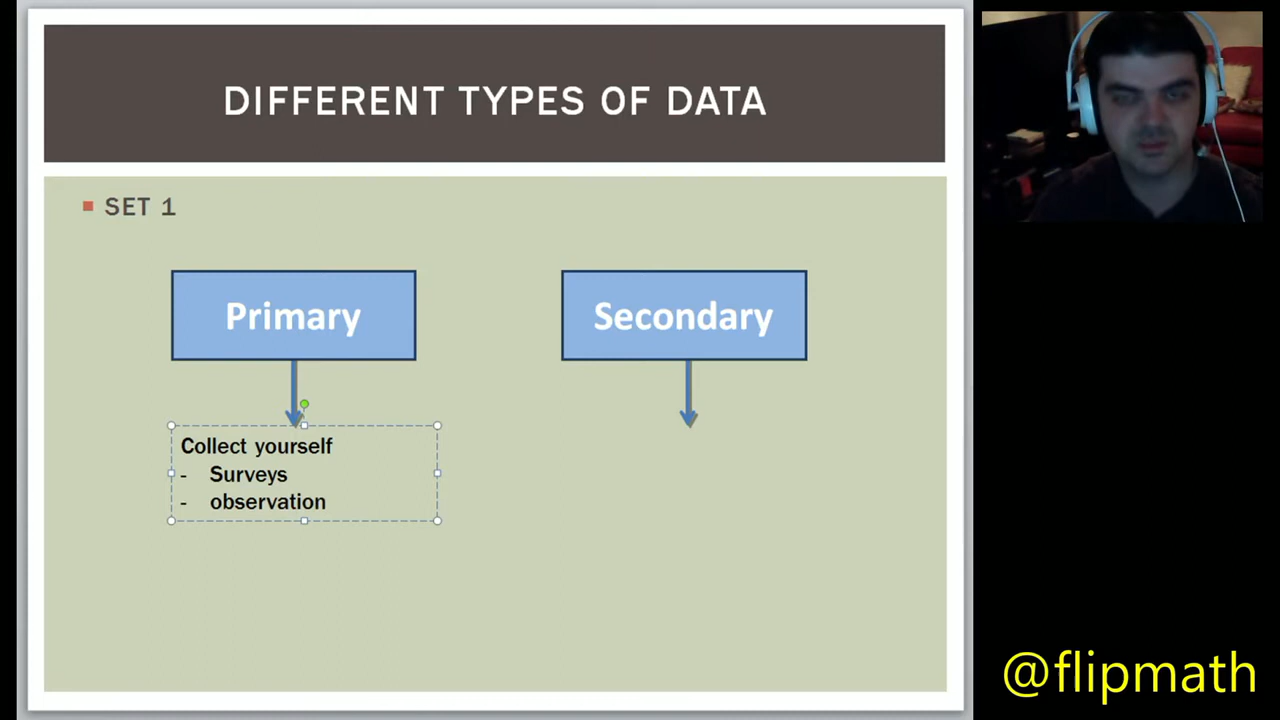 DIFFERENT TYPES OF DATA
SET 1
Primary
Secondary
Collect yourself
- Surveys
- observation
@flipmath